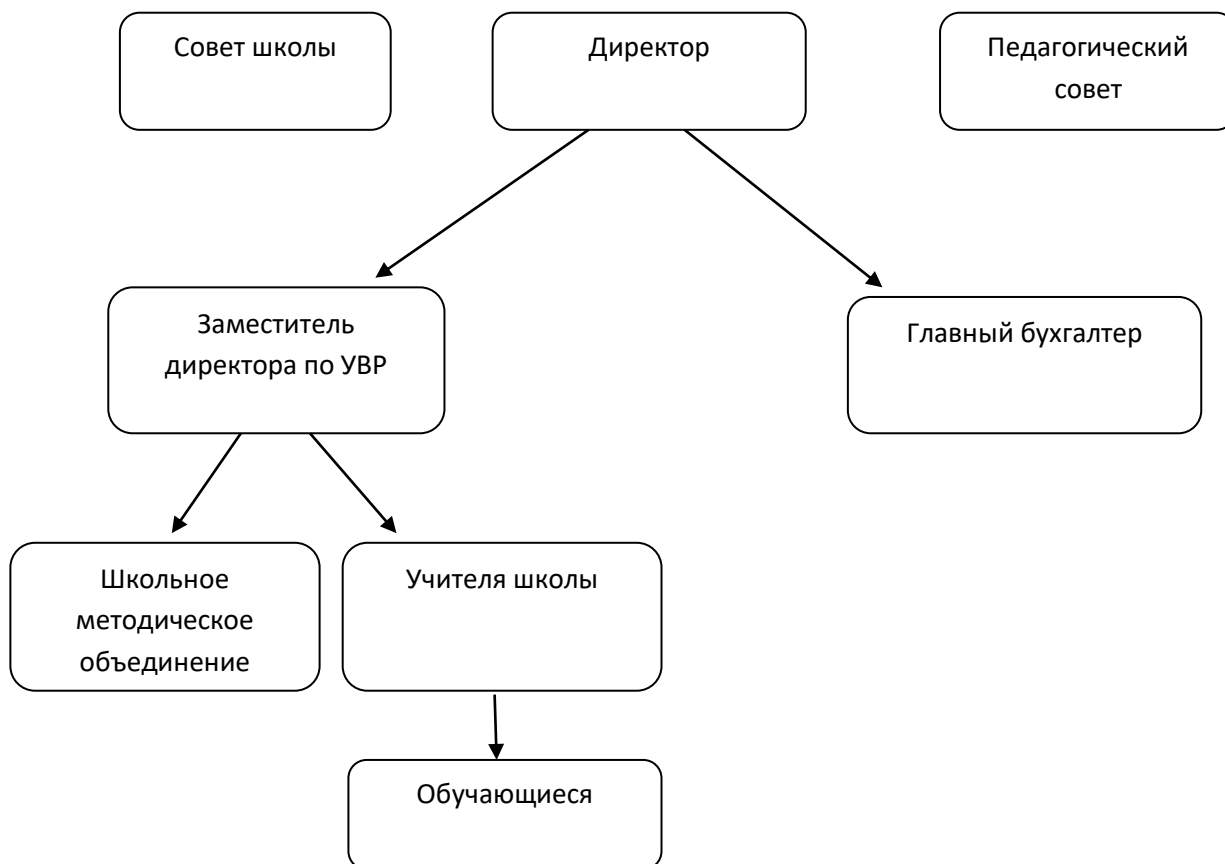 Совет школы
Директор
Педагогический
совет
Заместитель
директора по УВР
Главный бухгалтер
Школьное
методическое
объединение
Учителя школы
Обучающиеся